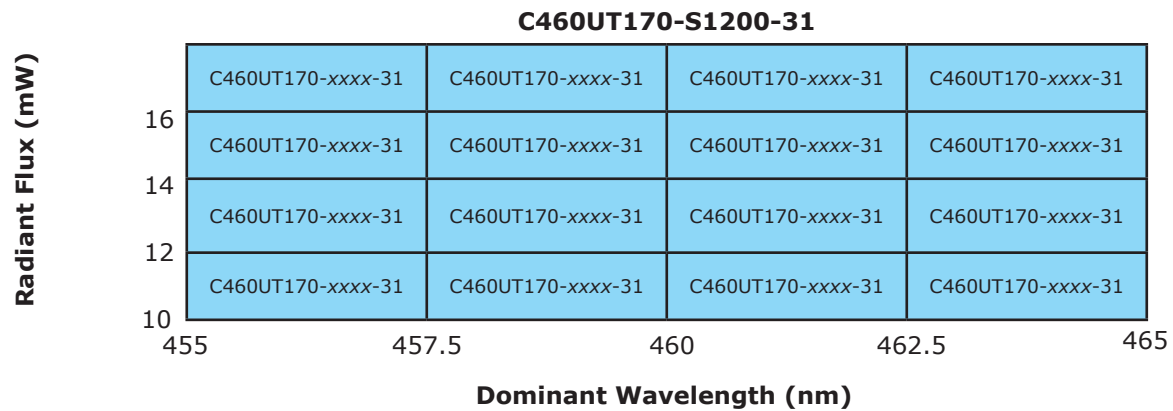 C460UT170-S1200-31
Radiant Flux (mW)
C460UT170-xxxx-31 C460UT170-xxxx-31 C460UT170-xxxx-31 C460UT170-xxxx-31
16
C460UT170-xxxx-31 C460UT170-xxxx-31 C460UT170-xxxx-31 C460UT170-xxxx-31
14
C460UT170-xxxx-31 C460UT170-xxxx-31 C460UT170-xxxx-31 C460UT170-xxxx-31
12
C460UT170-xxxx-31 C460UT170-xxxx-31 C460UT170-xxxx-31 C460UT170-xxxx-31
10
455 457.5 460 462.5 465
Dominant Wavelength (nm)